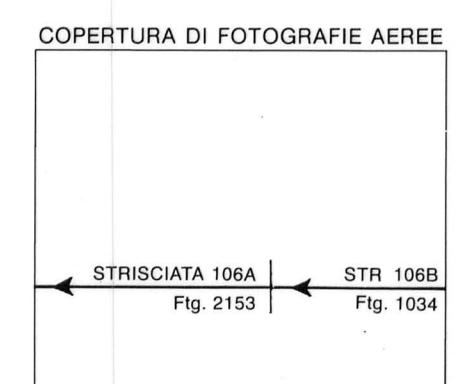 COPERTURA DI FOTOGRAFIE AEREE
STRISCIATA 106A STR 106B
Ftg. 2153 Ftg. 1034